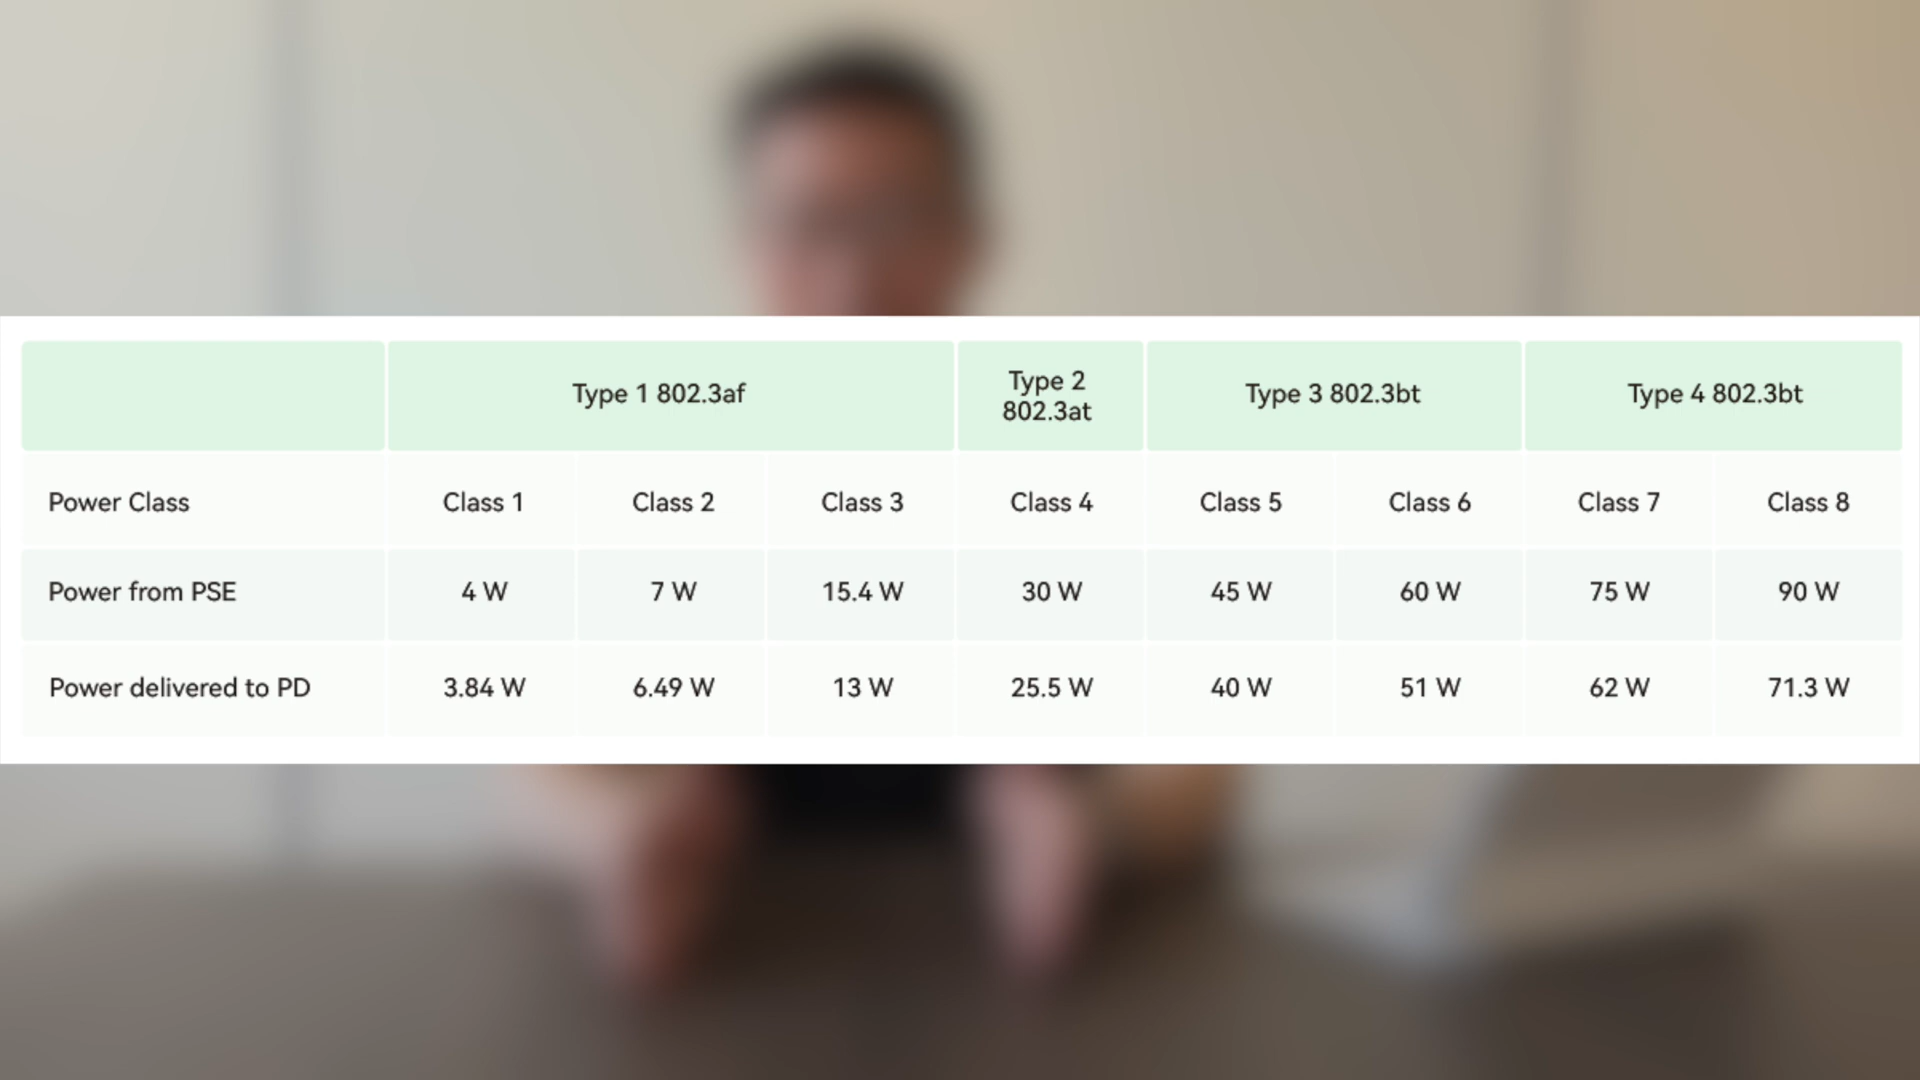 Type 1 802.3af
Type 2
802.3at
Type 3 802.3bt
Type 4 802.3bt
Power Class
Class 1
Class 2
Class 3
Class 4
Class 5
Class 6
Class 7
Class 8
Power from PSE
4 W
7 W
15.4 W
30 W
45 W
60 W
75 W
90 W
Power delivered to PD
3.84 W
6.49 W
13 W
25.5 W
40 W
51 W
62 W
71.3 W